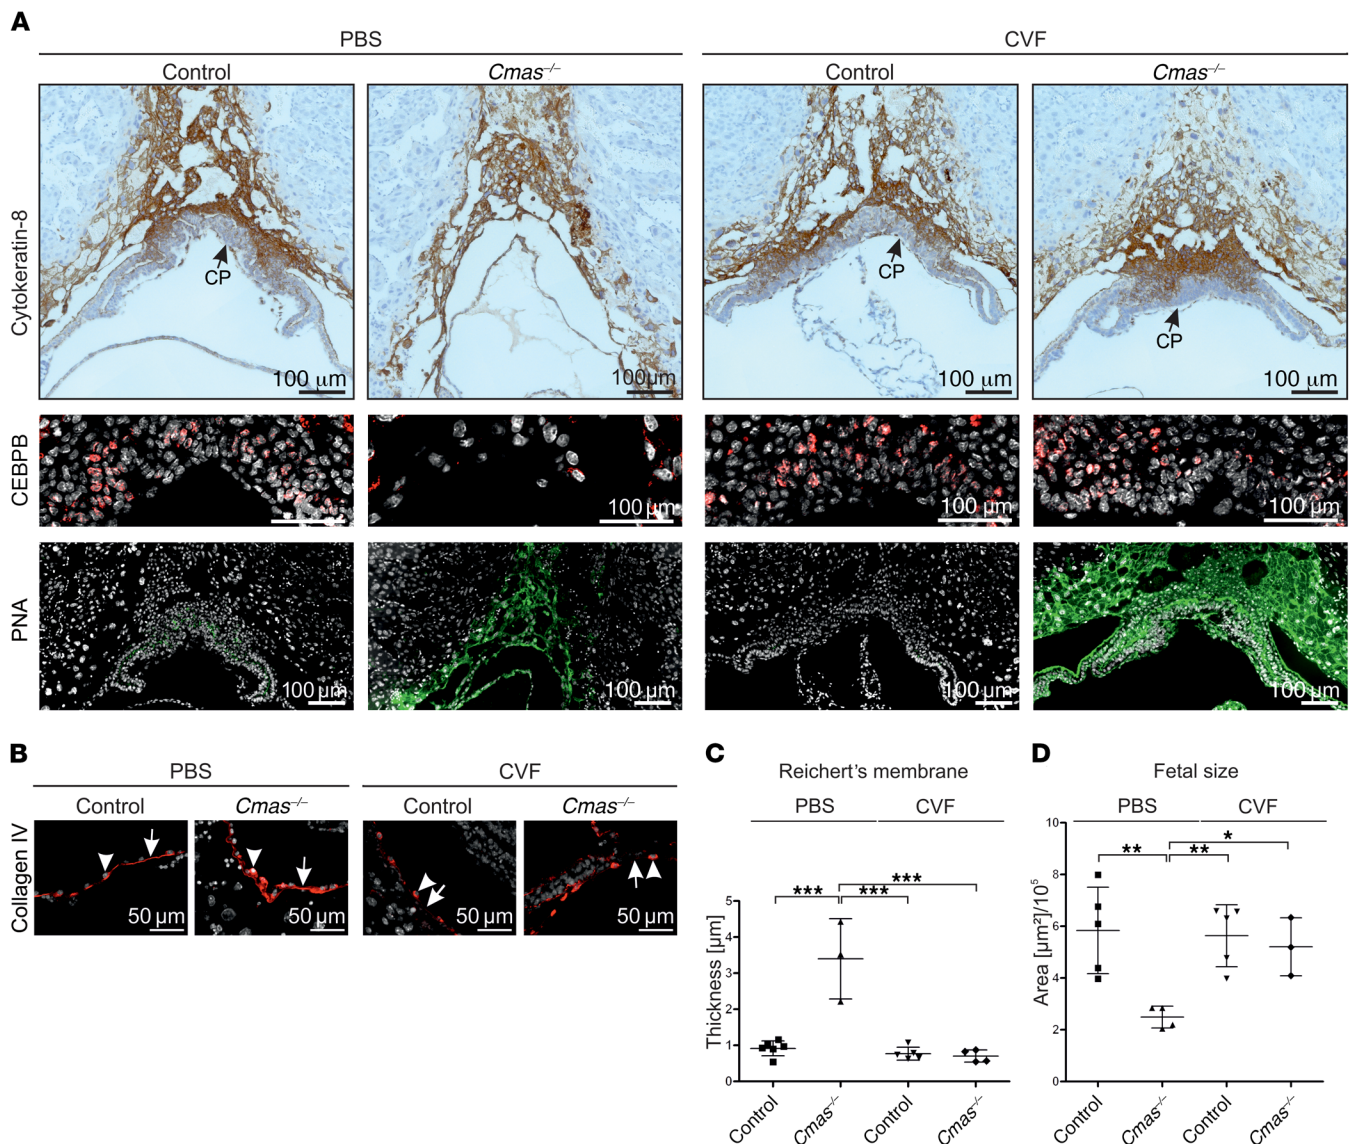 A
PBS
CVF
Control
Cmas–/–
Control
Cmas–/–
Cytokeratin-8
CP
100 µm
100µm
CP
100 µm
CP
100 µm
CEBPB
100 µm
100 µm
100 µm
PNA
100 µm
100 µm
100 µm
100 µm
B
PBS
CVF
Control
Cmas–/–
Control
Cmas–/–
Collagen IV
50 µm
50 µm
50 µm
50 µm
C
Reichert’s membrane
PBS
CVF
***
***
***
Thickness [µm]
5
4
3
2
1
0
Control
Cmas–/–
Control
Cmas–/–
D
Fetal size
PBS
CVF
**
**
*
Area [µm²]/10⁵
10
8
6
4
2
0
Control
Cmas–/–
Control
Cmas–/–